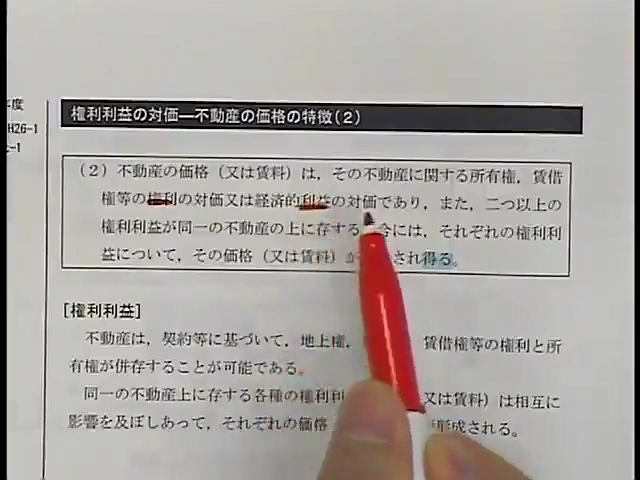 年度
H26-1
権利利益の対価―不動産の価格の特徴(2)
(2) 不動産の価格（又は賃料）は，その不動産に関する所有権，賃借
権等の権利の対価又は経済的利益の対価であり，また，二つ以上の
権利利益が同一の不動産の上に存する 合には，それぞれの権利利
益について，その価格（又は賃料）が され得る。
[権利利益]
不動産は，契約等に基づいて，地上権， 賃借権等の権利と所
有権が併存することが可能である。
同一の不動産上に存する各種の権利利 又は賃料）は相互に
影響を及ぼしあって，それぞれの価格 形成される。